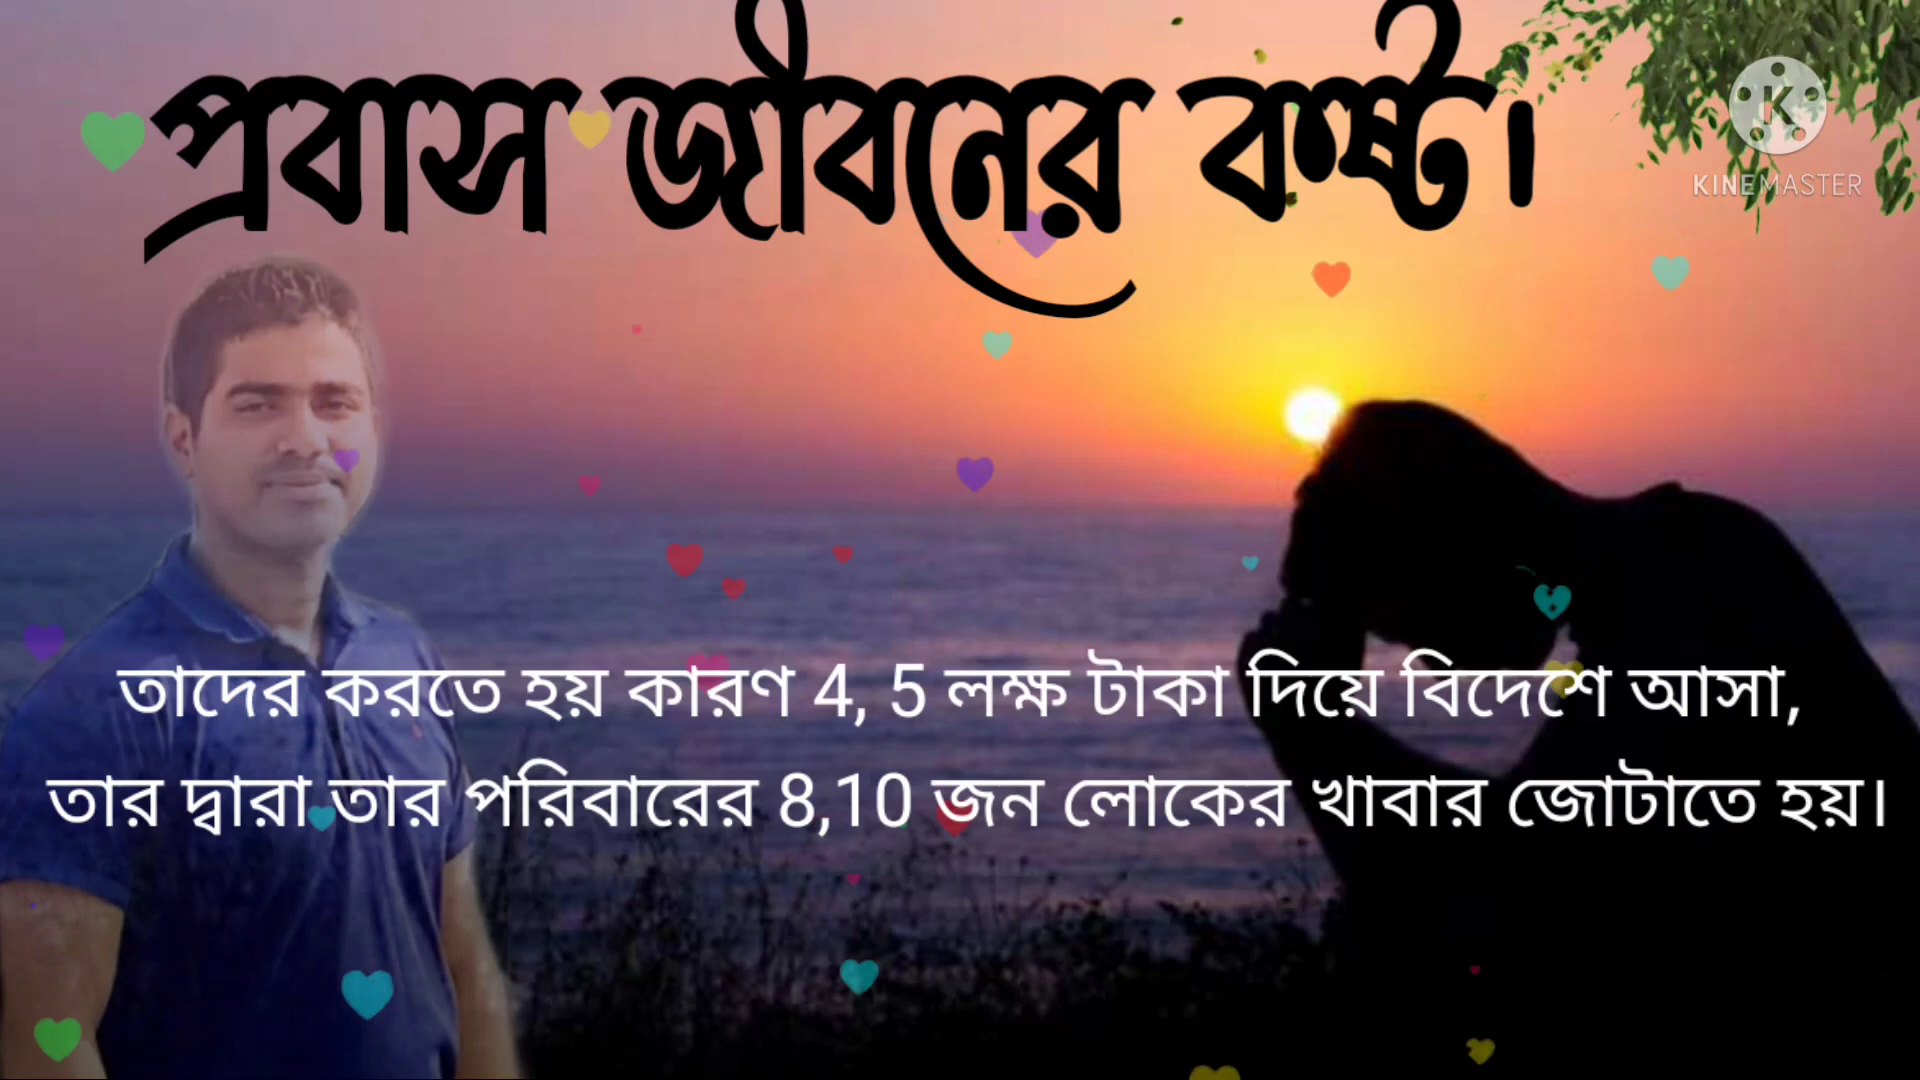 প্রবাস জীবনের কষ্ট।
KINEMASTER
তাদের করতে হয় কারণ 4, 5 লক্ষ টাকা দিয়ে বিদেশে আসা,
তার দ্বারা তার পরিবারের 8,10 জন লোকের খাবার জোটাতে হয়।